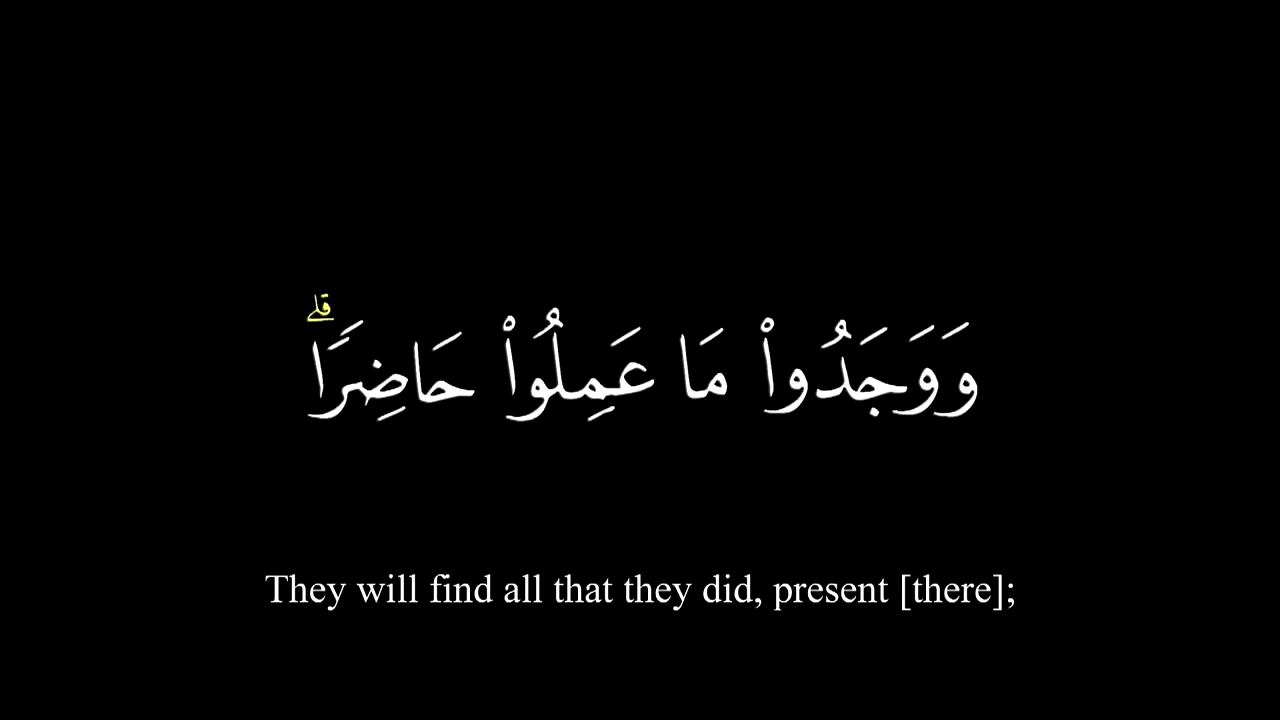 وَوَجَدُوا۟ مَا عَمِلُوا۟ حَاضِرًا ۗ
They will find all that they did, present [there];